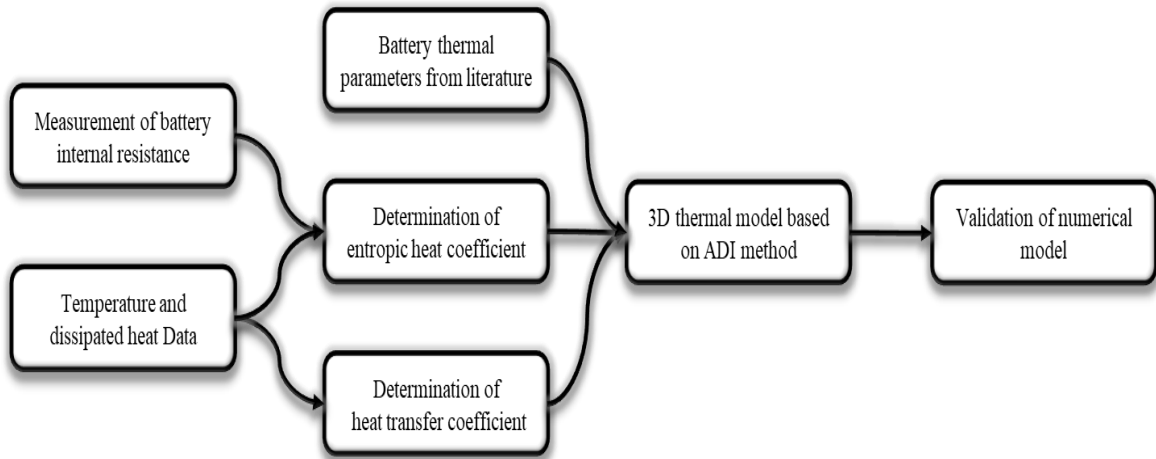 Measurement of battery
internal resistance
Temperature and
dissipated heat Data
Battery thermal
parameters from literature
Determination of
entropic heat coefficient
Determination of
heat transfer coefficient
3D thermal model based
on ADI method
Validation of numerical
model